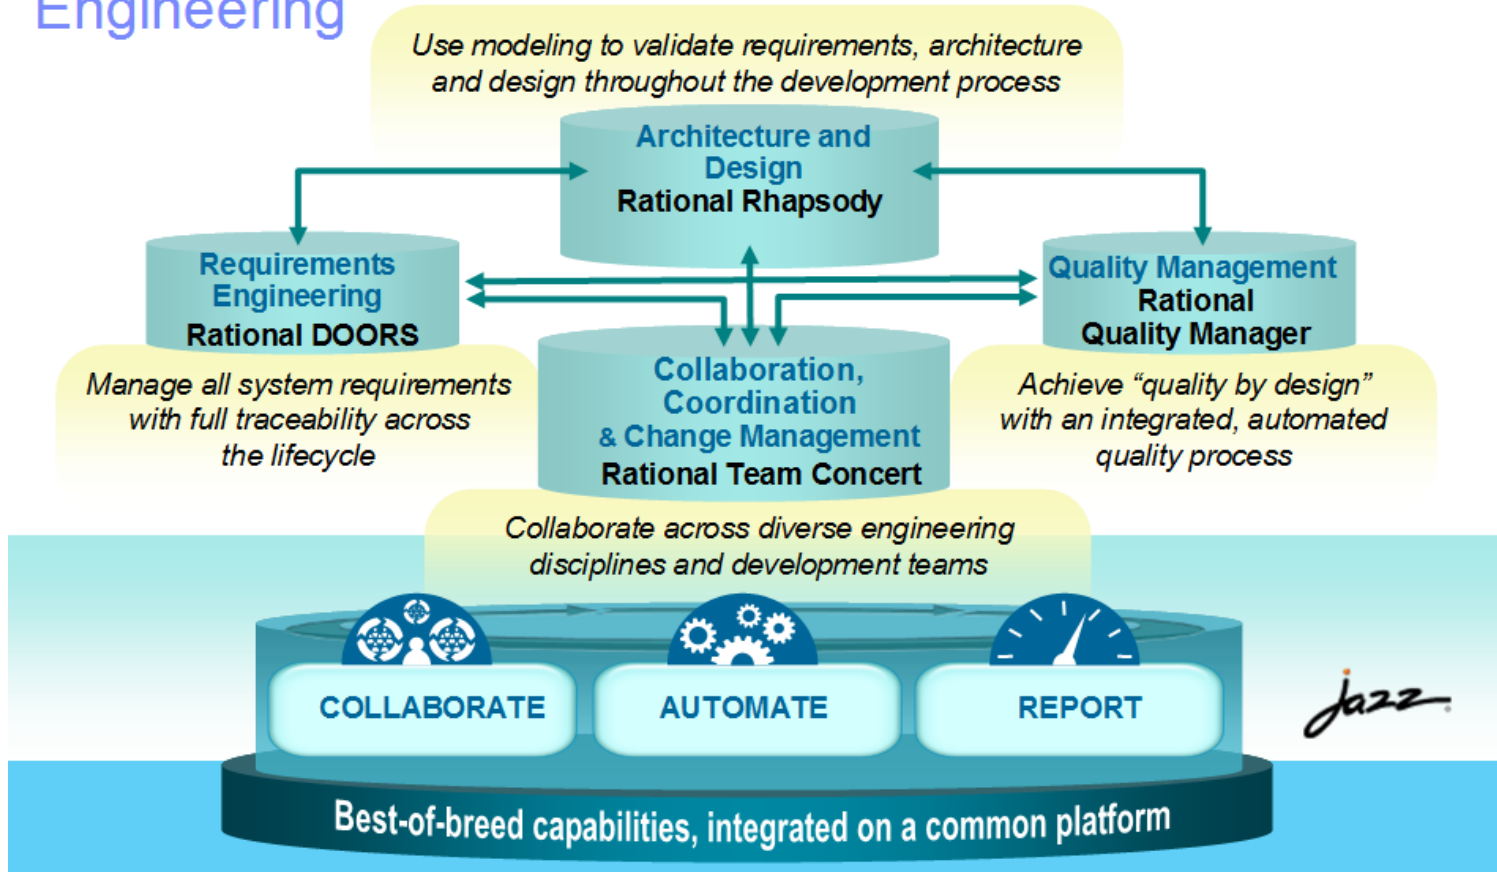 Engineering
Use modeling to validate requirements, architecture
and design throughout the development process
Architecture and
Design
Rational Rhapsody
Requirements
Engineering
Rational DOORS
Quality Management
Rational
Quality Manager
Manage all system requirements
with full traceability across
the lifecycle
Collaboration,
Coordination
& Change Management
Rational Team Concert
Achieve “quality by design”
with an integrated, automated
quality process
Collaborate across diverse engineering
disciplines and development teams
COLLABORATE
AUTOMATE
REPORT
jazz
Best-of-breed capabilities, integrated on a common platform